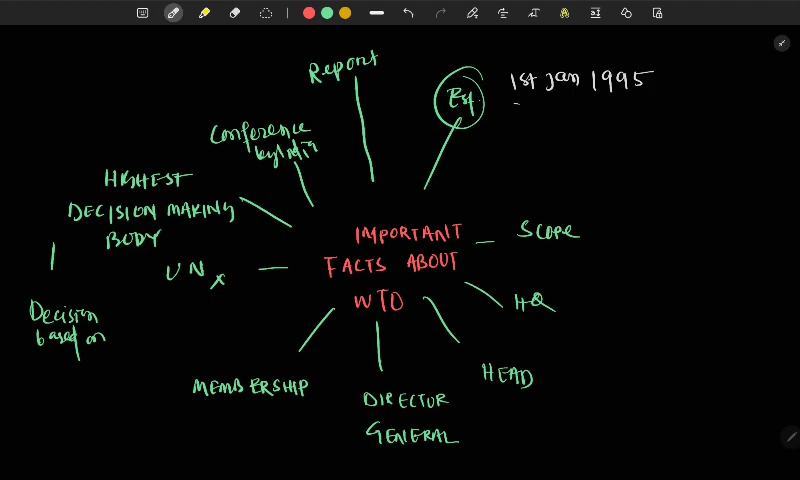 Report
Est.
1st Jan 1995
Conference
by India
HIGHEST
DECISION MAKING
BODY
IMPORTANT
FACTS ABOUT
WTO
SCOPE
UN x
HQ
Decision
based on
HEAD
MEMBERSHIP
DIRECTOR
GENERAL